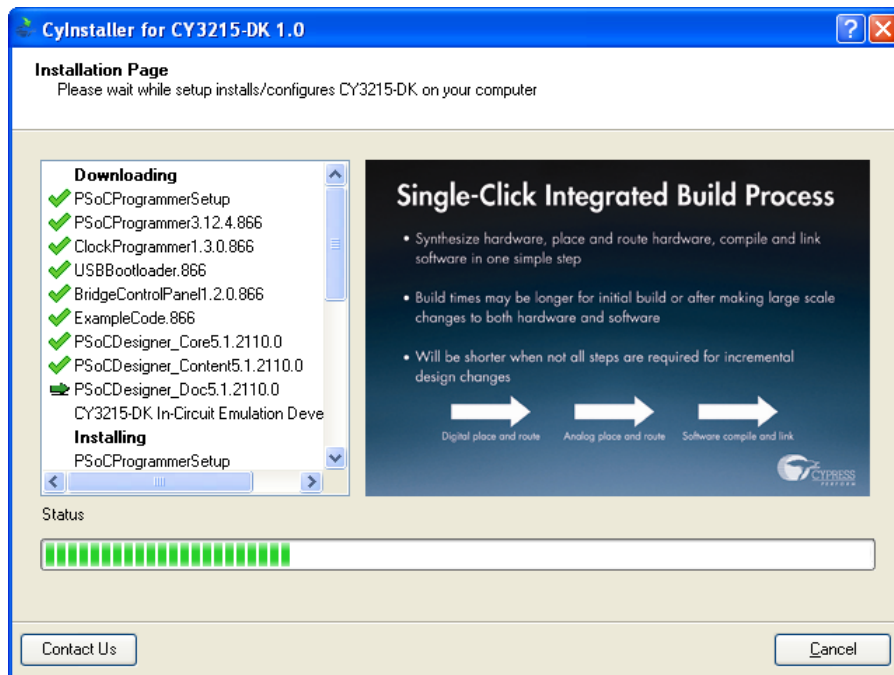 CyInstaller for CY3215-DK 1.0
Installation Page
Please wait while setup installs/configures CY3215-DK on your computer
Downloading
PSoCProgrammerSetup
PSoCProgrammer3.12.4.866
ClockProgrammer1.3.0.866
USBBootloader.866
BridgeControlPanel1.2.0.866
ExampleCode.866
PSoCDesigner_Core5.1.2110.0
PSoCDesigner_Content5.1.2110.0
PSoCDesigner_Doc5.1.2110.0
CY3215-DK In-Circuit Emulation Deve
Installing
PSoCProgrammerSetup
Single-Click Integrated Build Process
• Synthesize hardware, place and route hardware, compile and link
software in one simple step
• Build times may be longer for initial build or after making large scale
changes to both hardware and software
• Will be shorter when not all steps are required for incremental
design changes
Digital place and route
Analog place and route
Software compile and link
CYPRESS
PERFORM
Status
Contact Us
Cancel